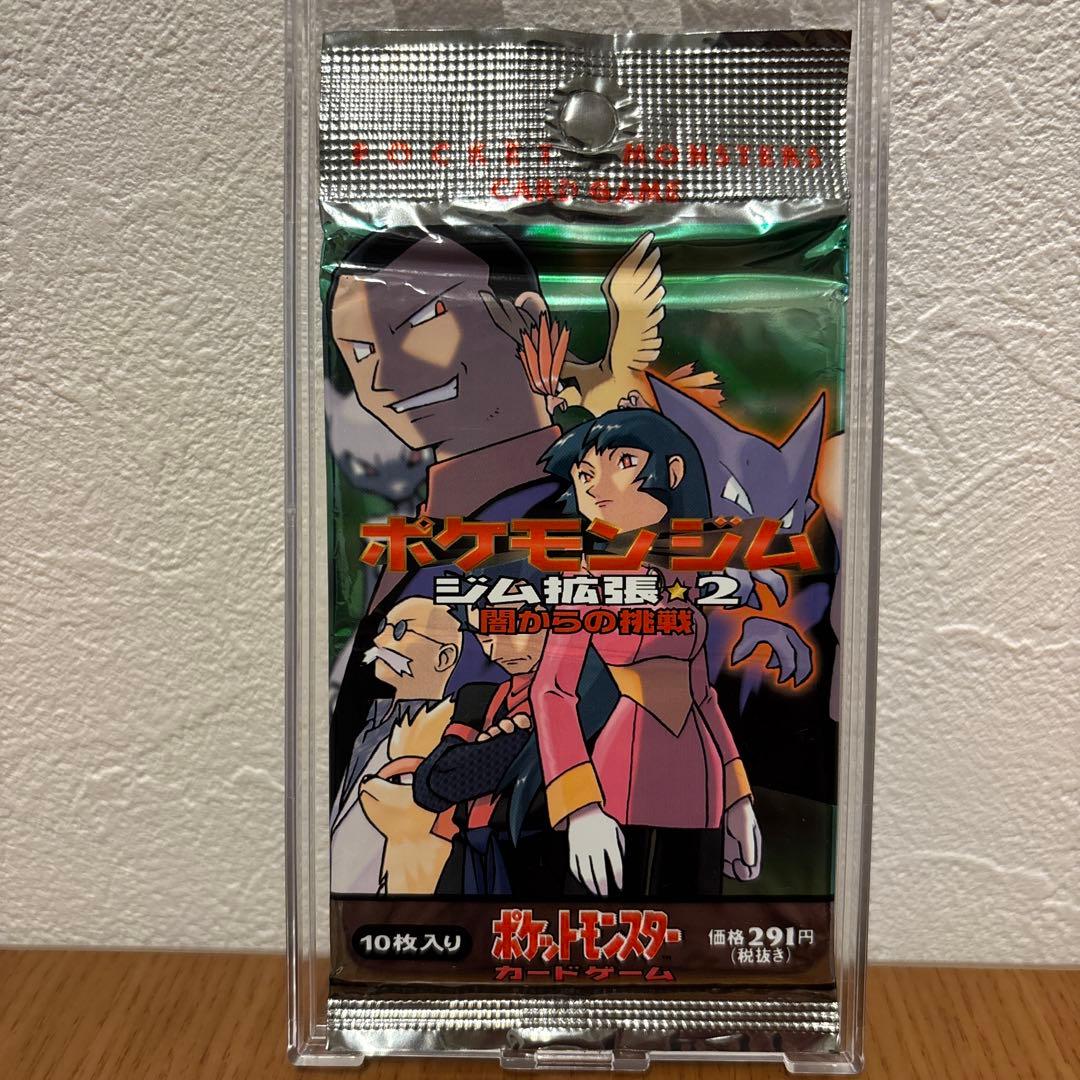 POCKET MONSTERS
CARD GAME
ポケモンジム
ジム拡張★2
闇からの挑戦
10枚入り
ポケットモンスター
TM
カードゲーム
価格291円
(税抜き)